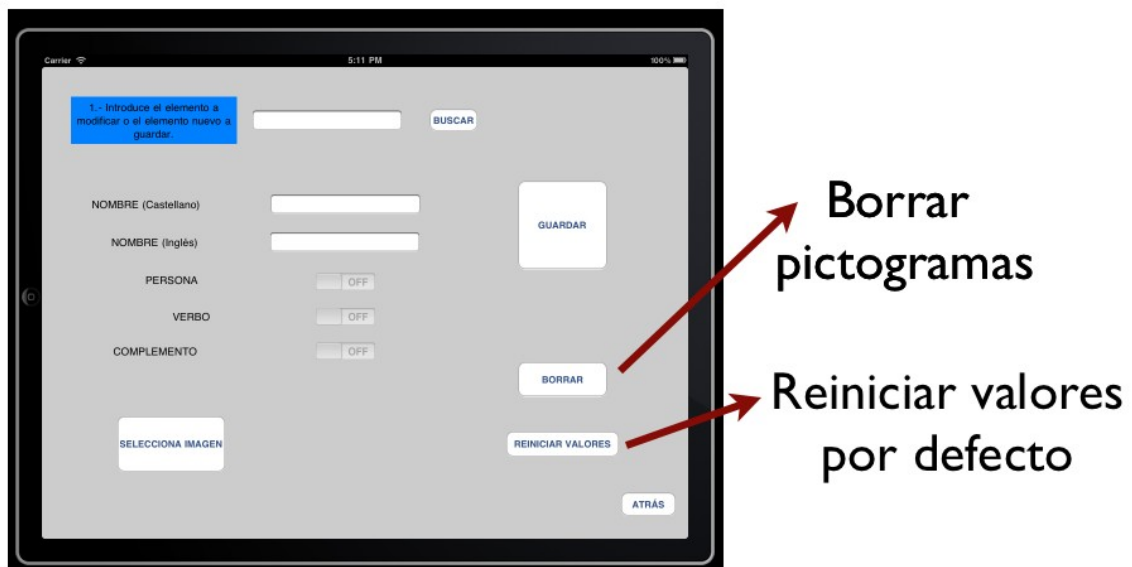 Carrier
5:11 PM
100%
1.- Introduce el elemento a
modificar o el elemento nuevo a
guardar.
BUSCAR
NOMBRE (Castellano)
GUARDAR
NOMBRE (Inglés)
PERSONA
OFF
VERBO
OFF
COMPLEMENTO
OFF
BORRAR
SELECCIONA IMAGEN
REINICIAR VALORES
ATRÁS
Borrar
pictogramas
Reiniciar valores
por defecto